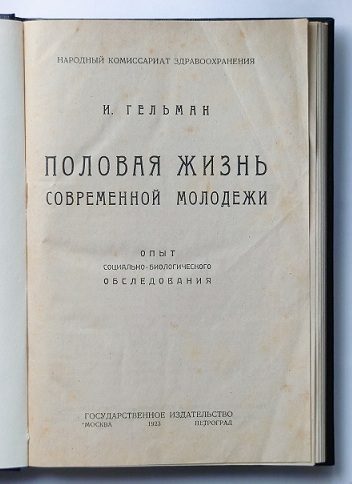 НАРОДНЫЙ КОМИССАРИАТ ЗДРАВООХРАНЕНИЯ
И. ГЕЛЬМАН
ПОЛОВАЯ ЖИЗНЬ
СОВРЕМЕННОЙ МОЛОДЕЖИ
ОПЫТ
СОЦИАЛЬНО-БИОЛОГИЧЕСКОГО
ОБСЛЕДОВАНИЯ
ГОСУДАРСТВЕННОЕ ИЗДАТЕЛЬСТВО
МОСКВА 1923 ПЕТРОГРАД